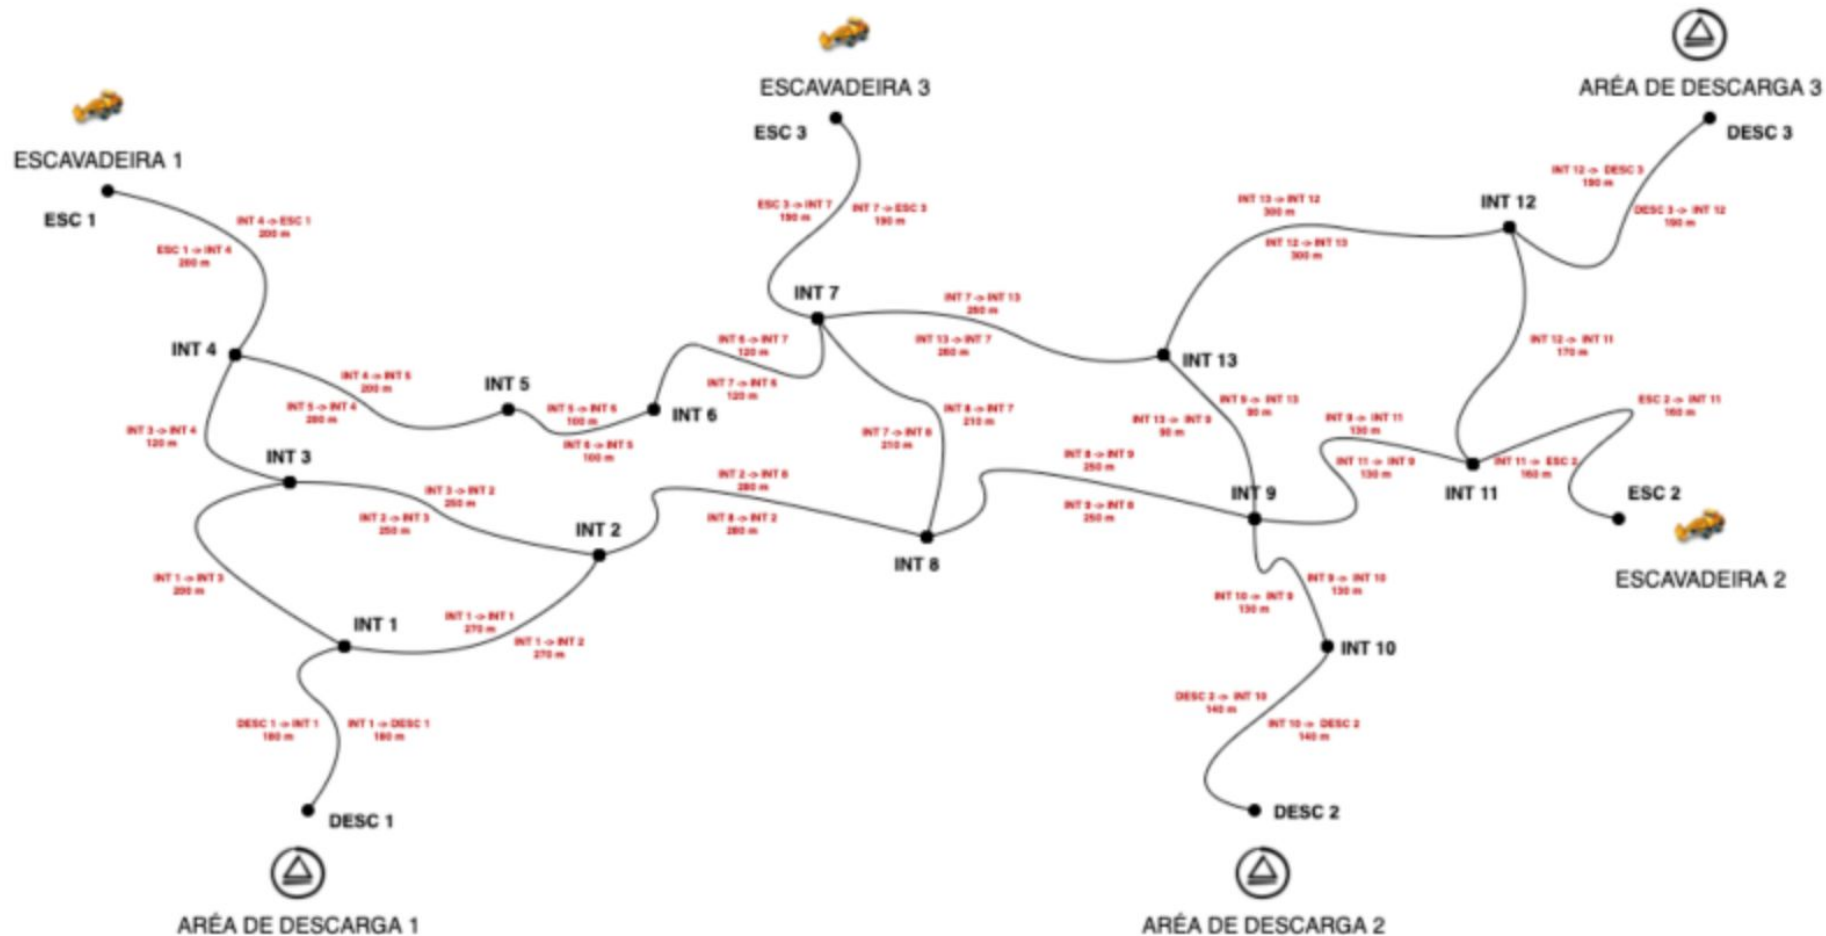 ESCAVADEIRA 1
ESC 1
INT 4 -> ESC 1
200 m
ESC 1 -> INT 4
200 m
ESCAVADEIRA 3
ESC 3
ESC 3 -> INT 7
190 m
INT 7 -> ESC 3
190 m
ARÉA DE DESCARGA 3
DESC 3
INT 12 -> DESC 3
190 m
DESC 3 -> INT 12
190 m
INT 12
INT 13 -> INT 12
300 m
INT 12 -> INT 13
300 m
INT 7
INT 7 -> INT 13
INT 13 -> INT 7
INT 13
INT 4
INT 4 -> INT 5
200 m
INT 5 -> INT 4
200 m
INT 5
INT 5 -> INT 6
100 m
INT 6 -> INT 5
100 m
INT 6
INT 6 -> INT 7
120 m
INT 7 -> INT 6
120 m
INT 12 -> INT 11
170 m
INT 3 -> INT 4
120 m
INT 3
INT 3 -> INT 2
250 m
INT 2 -> INT 3
250 m
INT 2
INT 2 -> INT 8
280 m
INT 8 -> INT 2
280 m
INT 8 -> INT 7
210 m
INT 7 -> INT 8
210 m
INT 8
INT 8 -> INT 9
250 m
INT 9 -> INT 8
250 m
INT 9 -> INT 13
90 m
INT 13 -> INT 9
90 m
INT 9
INT 9 -> INT 11
130 m
INT 11 -> INT 9
130 m
INT 11
ESC 2 -> INT 11
160 m
INT 11 -> ESC 2
160 m
ESC 2
ESCAVADEIRA 2
INT 1 -> INT 3
200 m
INT 1
INT 1 -> INT 1
270 m
INT 1 -> INT 2
270 m
INT 10 -> INT 9
130 m
INT 9 -> INT 10
130 m
INT 10
DESC 1 -> INT 1
180 m
INT 1 -> DESC 1
180 m
DESC 1
ARÉA DE DESCARGA 1
DESC 2 -> INT 10
140 m
INT 10 -> DESC 2
140 m
DESC 2
ARÉA DE DESCARGA 2